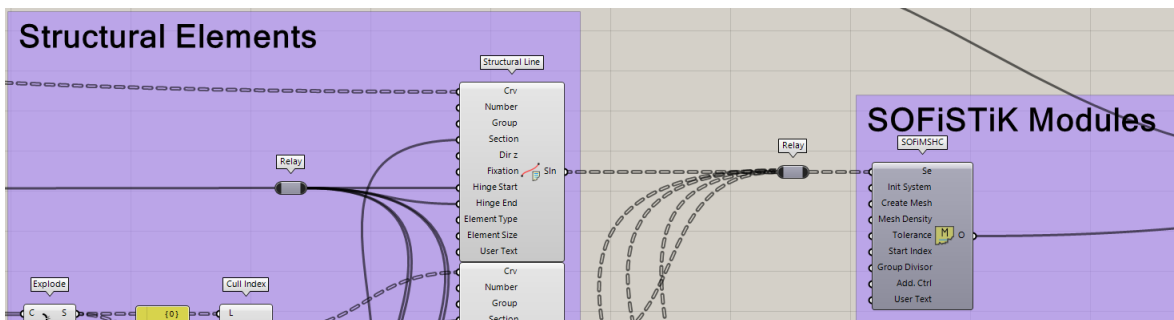 Structural Elements
Structural Line
Crv
Number
Group
Section
Dir z
Fixation
Hinge Start
Hinge End
Element Type
Element Size
User Text
Sln
Relay
Relay
SOFiSTiK Modules
SOFiMSHC
Se
Init System
Create Mesh
Mesh Density
Tolerance
Start Index
Group Divisor
Add. Ctrl
User Text
M
O
Crv
Number
Group
Section
Explode
C S
{0}
Cull Index
L